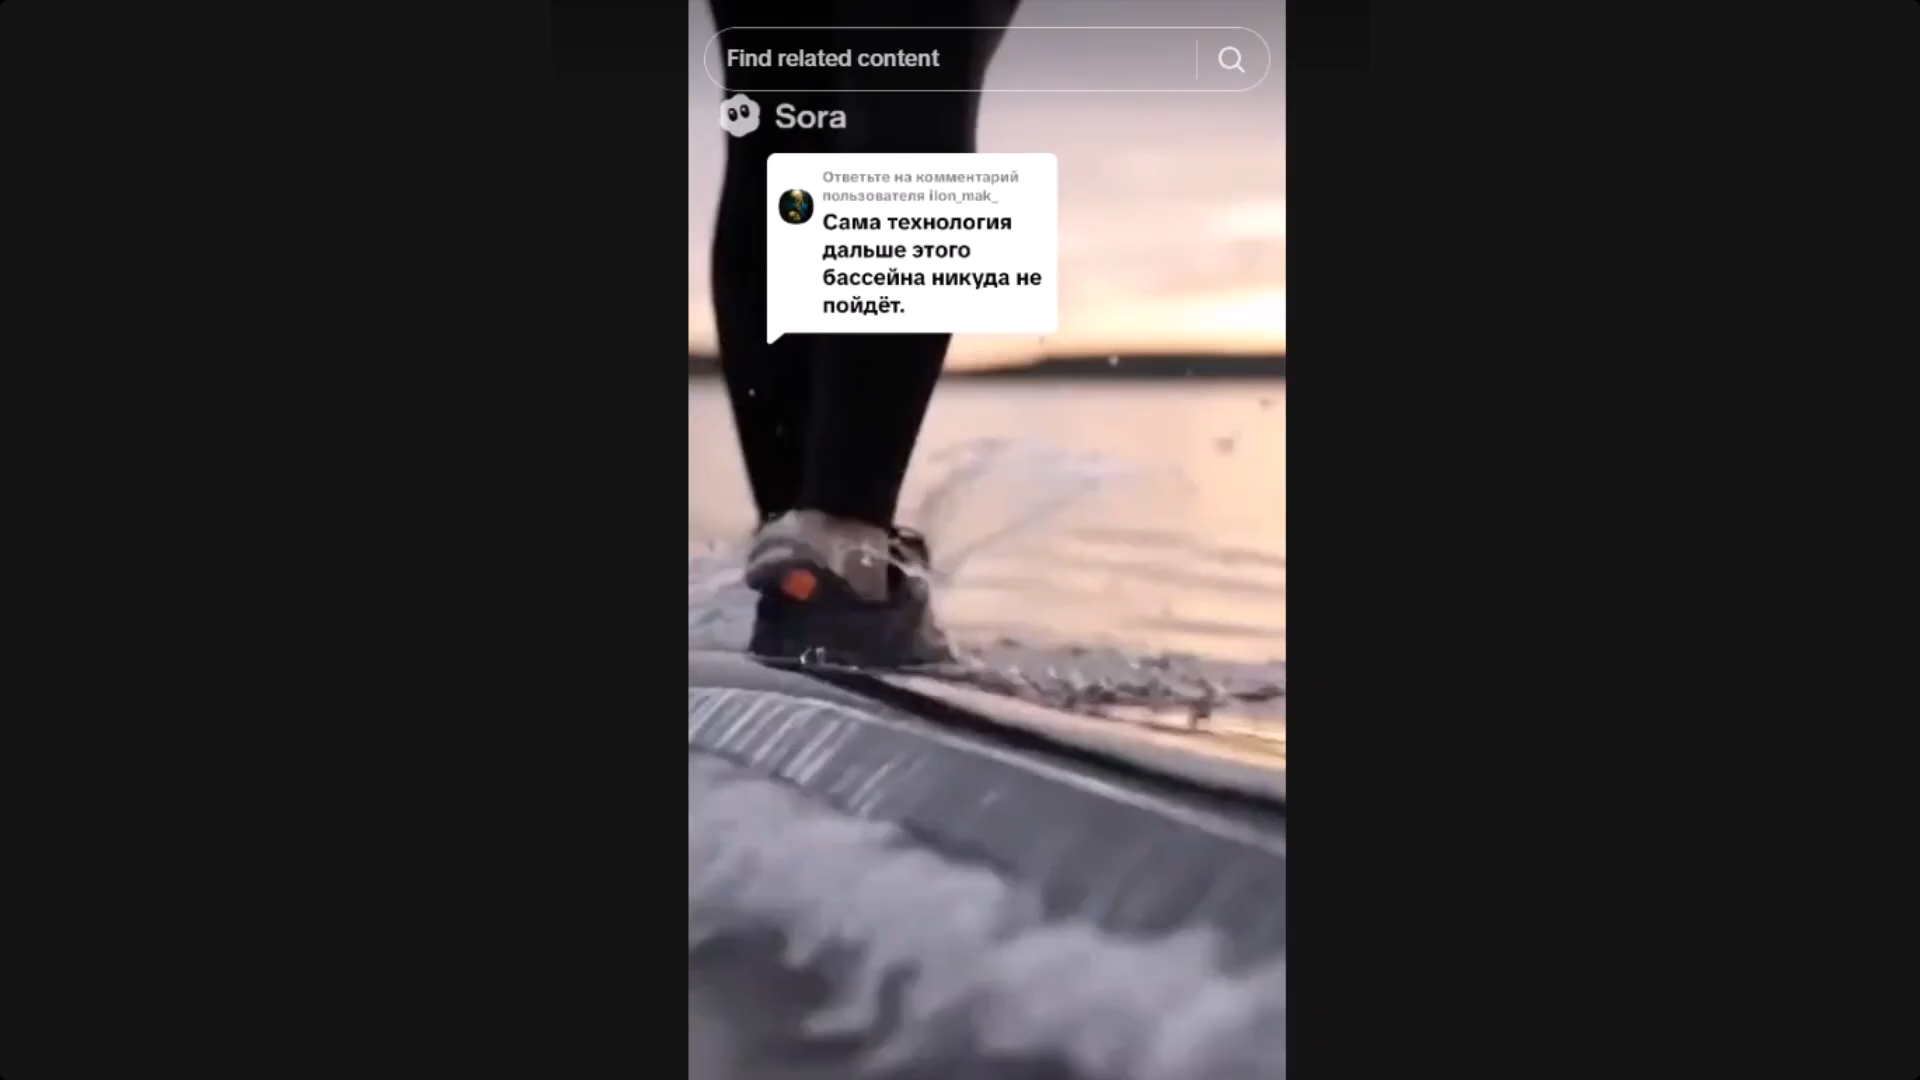 Find related content
Sora
Ответьте на комментарий
пользователя ilon_mak_
Сама технология
дальше этого
бассейна никуда не
пойдёт.